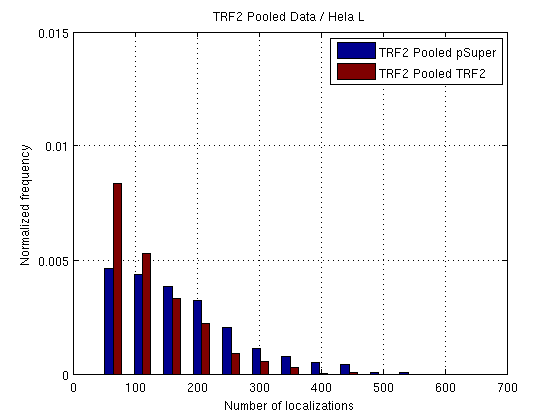 TRF2 Pooled Data / Hela L
0.015
TRF2 Pooled pSuper
TRF2 Pooled TRF2
0.01
Normalized frequency
0.005
0
0 100 200 300 400 500 600 700
Number of localizations